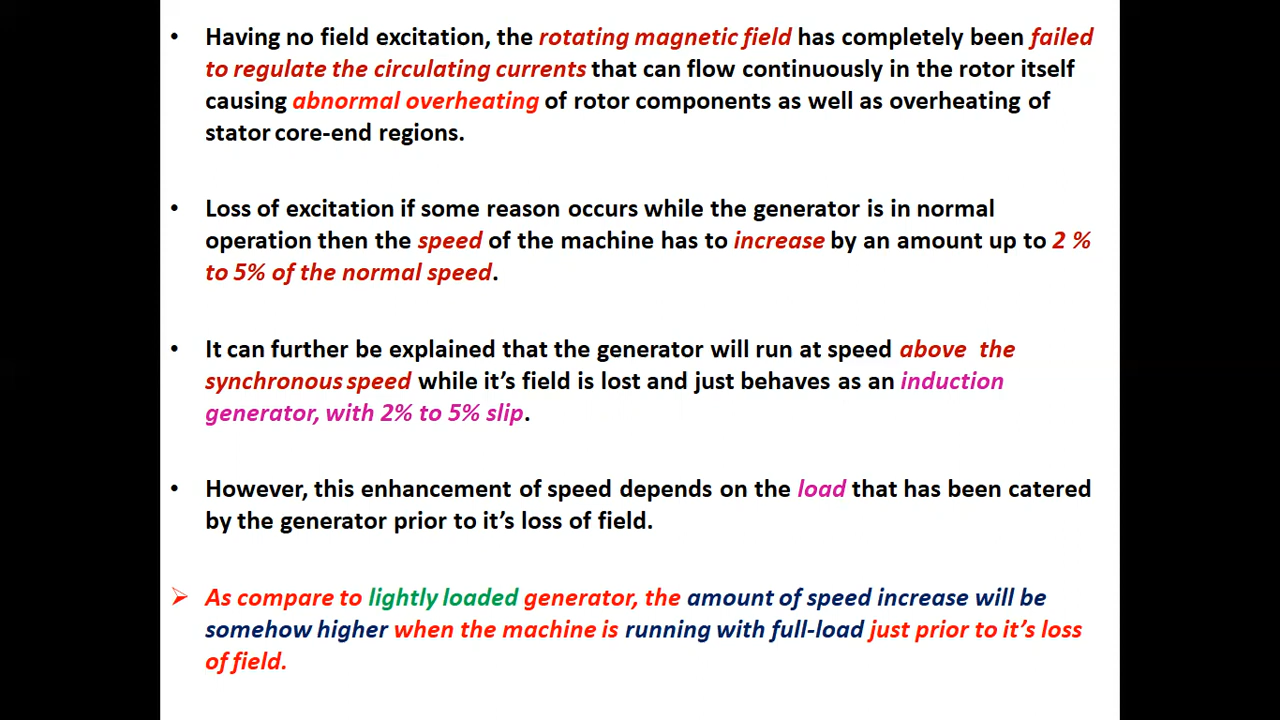 • Having no field excitation, the rotating magnetic field has completely been failed
to regulate the circulating currents that can flow continuously in the rotor itself
causing abnormal overheating of rotor components as well as overheating of
stator core-end regions.
• Loss of excitation if some reason occurs while the generator is in normal
operation then the speed of the machine has to increase by an amount up to 2 %
to 5% of the normal speed.
• It can further be explained that the generator will run at speed above the
synchronous speed while it's field is lost and just behaves as an induction
generator, with 2% to 5% slip.
• However, this enhancement of speed depends on the load that has been catered
by the generator prior to it's loss of field.
➢ As compare to lightly loaded generator, the amount of speed increase will be
somehow higher when the machine is running with full-load just prior to it's loss
of field.